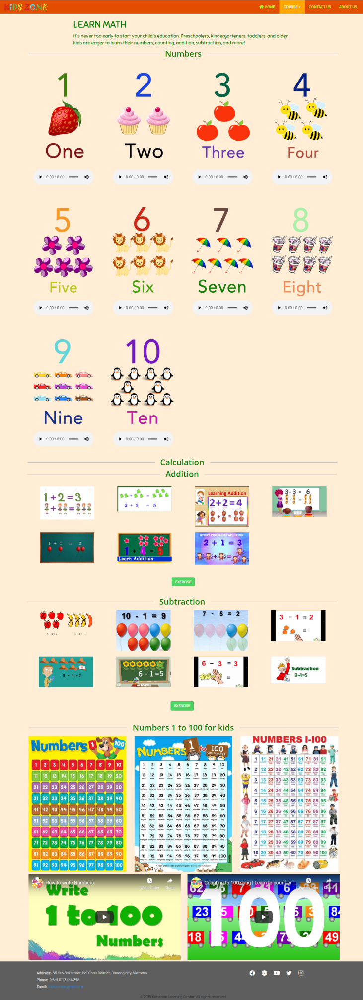 KIDS ZONE
HOME
COURSE
CONTACT US
ABOUT US
LEARN MATH
It's never too early to start your child's education. Preschoolers, kindergarteners, toddlers, and older
kids are eager to learn their numbers, counting, addition, subtraction, and more!
Numbers
1 2 3 4
One Two Three Four
0:00 / 0:00 0:00 / 0:00 0:00 / 0:00 0:00 / 0:00
5 6 7 8
Five Six Seven Eight
0:00 / 0:00 0:00 / 0:00 0:00 / 0:00 0:00 / 0:00
9 10
Nine Ten
0:00 / 0:00 0:00 / 0:00
Calculation
Addition
1+2=3
+ =
+ =
2 + 3 = 5
Learning Addition
2+2=4
+ =
3+3= 6
+ =
1 + 1 = 2
1 + 4 = 5
Learn Addition
STORY PROBLEMS ADDITION
2 + 1 = 3
+ =
EXERCISE
Subtraction
5 - 3 = 2 3 - 4 = -1
10 - 1 = 9
7 - 5 = 2
3 - 1 = 2
=
8 - 1 = 7
6-1=5
6 - 3 = 3
=
Subtraction
9-4=5
EXERCISE
Numbers 1 to 100 for kids
Numbers 1 100
1 2 3 4 5 6 7 8 9 10
11 12 13 14 15 16 17 18 19 20
21 22 23 24 25 26 27 28 29 30
31 32 33 34 35 36 37 38 39 40
41 42 43 44 45 46 47 48 49 50
51 52 53 54 55 56 57 58 59 60
61 62 63 64 65 66 67 68 69 70
71 72 73 74 75 76 77 78 79 80
81 82 83 84 85 86 87 88 89 90
91 92 93 94 95 96 97 98 99 100
NUMBERS 1 to 100
one one hundred
1 2 3 4 5 6 7 8 9 10
11 12 13 14 15 16 17 18 19 20
21 22 23 24 25 26 27 28 29 30
31 32 33 34 35 36 37 38 39 40
41 42 43 44 45 46 47 48 49 50
51 52 53 54 55 56 57 58 59 60
61 62 63 64 65 66 67 68 69 70
71 72 73 74 75 76 77 78 79 80
81 82 83 84 85 86 87 88 89 90
91 92 93 94 95 96 97 98 99 100
NUMBERS 1-100
1 11 21 31 41 51 61 71 81 91
2 12 22 32 42 52 62 72 82 92
3 13 23 33 43 53 63 73 83 93
4 14 24 34 44 54 64 74 84 94
5 15 25 35 45 55 65 75 85 95
6 16 26 36 46 56 66 76 86 96
7 17 27 37 47 57 67 77 87 97
8 18 28 38 48 58 68 78 88 98
9 19 29 39 49 59 69 79 89 99
10 20 30 40 50 60 70 80 90 100
How to write Numbers
Watch later
Share
Write
1 to 100
Numbers
Counting to 100 song | Learn to count to ...
Watch later
Share
100
23
18
49
Address: 38 Yen Bai street, Hai Chau District, Danang city, Vietnam.
Phone: (+84) 511.3446.295
Email:
© 2019 Kidszone Learning Center. All rights reserved.